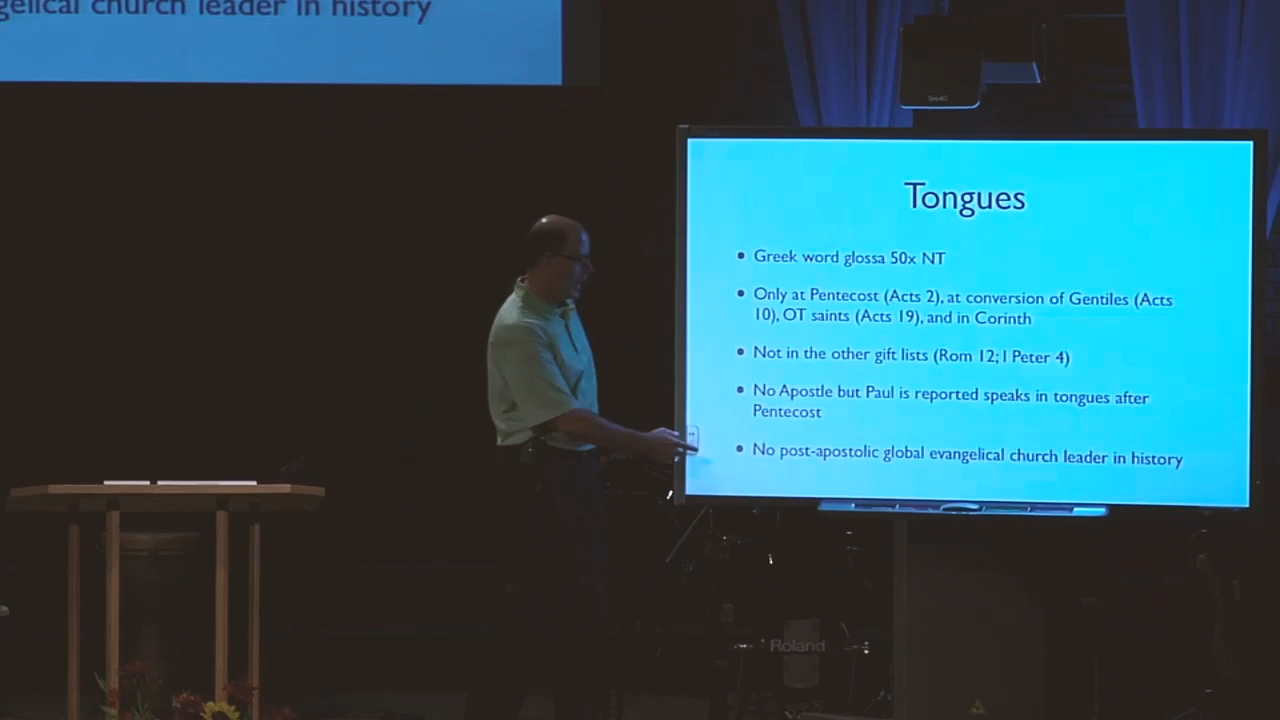 gelical church leader in history
Tongues
• Greek word glossa 50x NT
• Only at Pentecost (Acts 2), at conversion of Gentiles (Acts
10), OT saints (Acts 19), and in Corinth
• Not in the other gift lists (Rom 12; 1 Peter 4)
• No Apostle but Paul is reported speaks in tongues after
Pentecost
• No post-apostolic global evangelical church leader in history
Roland